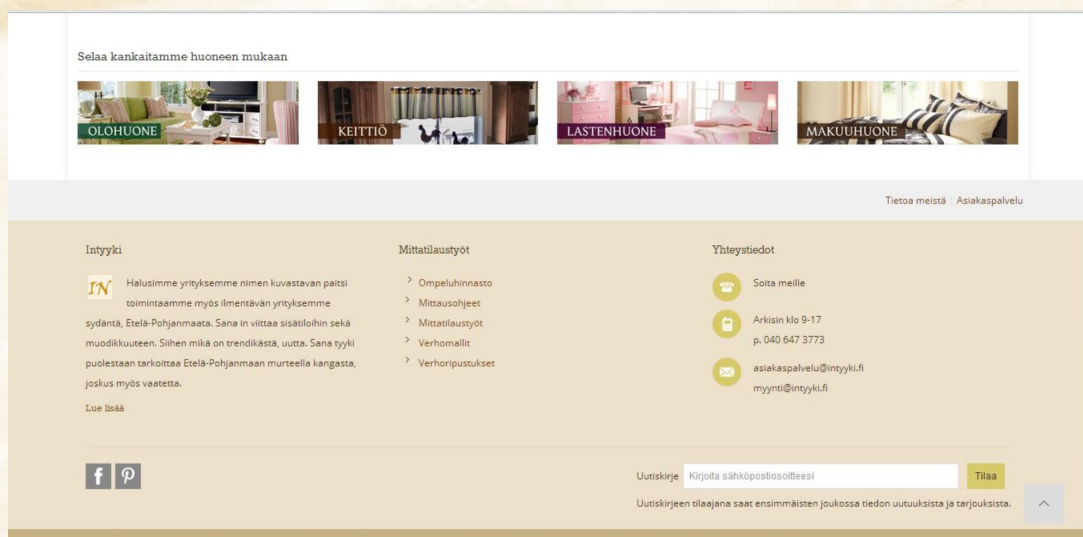 Selaa kankaitamme huoneen mukaan
OLOHUONE
KEITTIÖ
LASTENHUONE
MAKUUHUONE
Tietoa meistä | Asiakaspalvelu
Intyyki
IN Halusimme yrityksemme nimen kuvastavan paitsi
toimintaamme myös ilmentävän yrityksemme
sydäntä, Etelä-Pohjanmaata. Sana in viittaa sisätiloihin sekä
muodikkuuteen. Siihen mikä on trendikästä, uutta. Sana tyyki
puolestaan tarkoittaa Etelä-Pohjanmaan murteella kangasta,
joskus myös vaatetta.
Lue lisää
Mittatilaustyöt
Ompeluhinnasto
Mittausohjeet
Mittatilaustyöt
Verhomallit
Verhoripustukset
Yhteystiedot
Soita meille
Arkisin klo 9-17
p. 040 647 3773
asiakaspalvelu@intyyki.fi
myynti@intyyki.fi
Uutiskirje Kirjoita sähköpostiosoitteesi Tilaa
Uutiskirjeen tilaajana saat ensimmäisten joukossa tiedon uutuuksista ja tarjouksista.